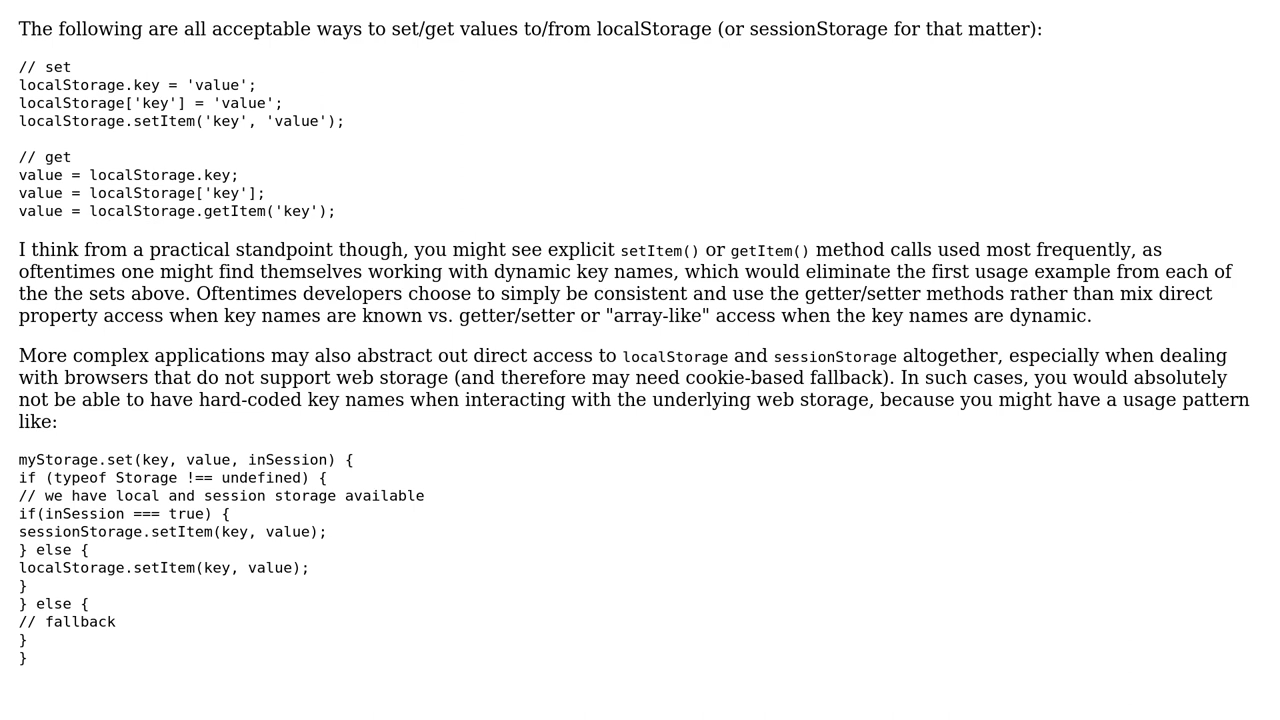 The following are all acceptable ways to set/get values to/from localStorage (or sessionStorage for that matter):
// set
localStorage.key = 'value';
localStorage['key'] = 'value';
localStorage.setItem('key', 'value');
// get
value = localStorage.key;
value = localStorage['key'];
value = localStorage.getItem('key');
I think from a practical standpoint though, you might see explicit setItem() or getItem() method calls used most frequently, as
oftentimes one might find themselves working with dynamic key names, which would eliminate the first usage example from each of
the the sets above. Oftentimes developers choose to simply be consistent and use the getter/setter methods rather than mix direct
property access when key names are known vs. getter/setter or "array-like" access when the key names are dynamic.
More complex applications may also abstract out direct access to localStorage and sessionStorage altogether, especially when dealing
with browsers that do not support web storage (and therefore may need cookie-based fallback). In such cases, you would absolutely
not be able to have hard-coded key names when interacting with the underlying web storage, because you might have a usage pattern
like:
myStorage.set(key, value, inSession) {
if (typeof Storage !== undefined) {
// we have local and session storage available
if(inSession === true) {
sessionStorage.setItem(key, value);
} else {
localStorage.setItem(key, value);
}
} else {
// fallback
}
}